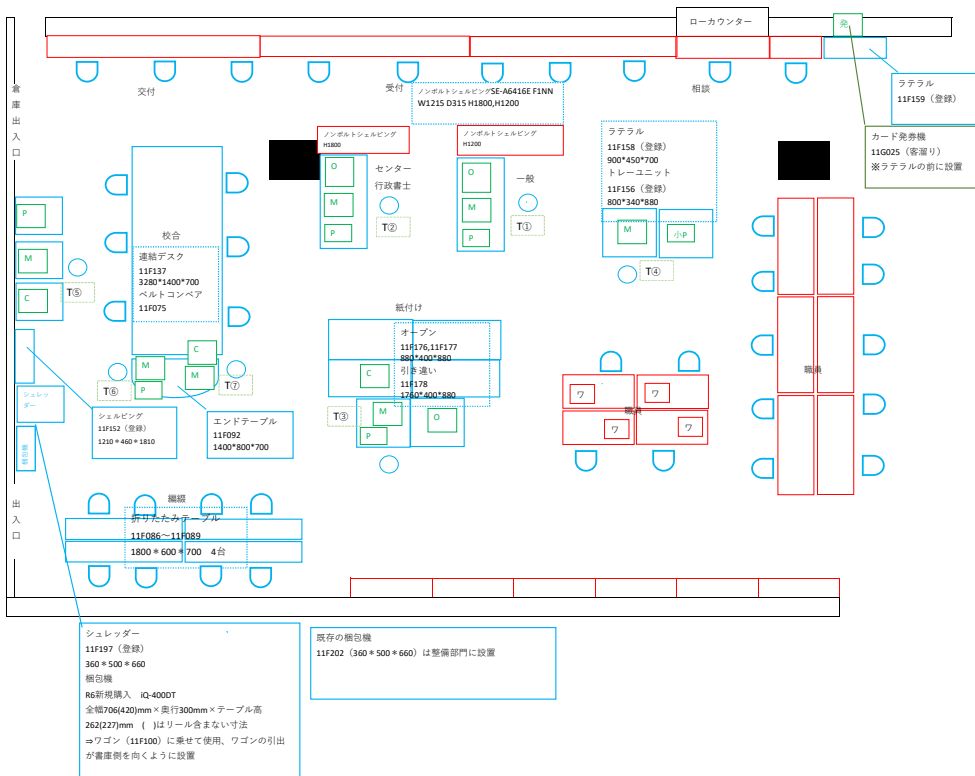 ローカウンター
発
倉庫出入口
交付
受付
相談
ノンボルトシェルビングSE-A6416E F1NN
W1215 D315 H1800,H1200
ラテラル
11F159（登録）
カード発券機
11G025（客溜り）
※ラテラルの前に設置
ノンボルトシェルビング
H1800
ノンボルトシェルビング
H1200
ラテラル
11F158（登録）
900*450*700
トレーユニット
11F156（登録）
800*340*880
O
M
P
センター
行政書士
T②
O
M
P
一般
T①
M
小P
T④
P
M
C
T⑤
校合
連結デスク
11F137
3280*1400*700
ベルトコンベア
11F075
紙付け
オープン
11F176,11F177
880*400*880
引き違い
11F178
1760*400*880
C
M
P
O
T③
C
M
M
P
T⑥
T⑦
シュレッ
ダー
梱包機
シェルビング
11F152（登録）
1210＊460＊1810
エンドテーブル
11F092
1400*800*700
ワ
ワ
ワ
ワ
職員
職員
出入口
編綴
折りたたみテーブル
11F086～11F089
1800＊600＊700　4台
シュレッダー
11F197（登録）
360＊500＊660
梱包機
R6新規購入　iQ-400DT
全幅706(420)mm×奥行300mm×テーブル高
262(227)mm　(　)はリール含まない寸法
⇒ワゴン（11F100）に乗せて使用、ワゴンの引出
が書庫側を向くように設置
既存の梱包機
11F202（360＊500＊660）は整備部門に設置